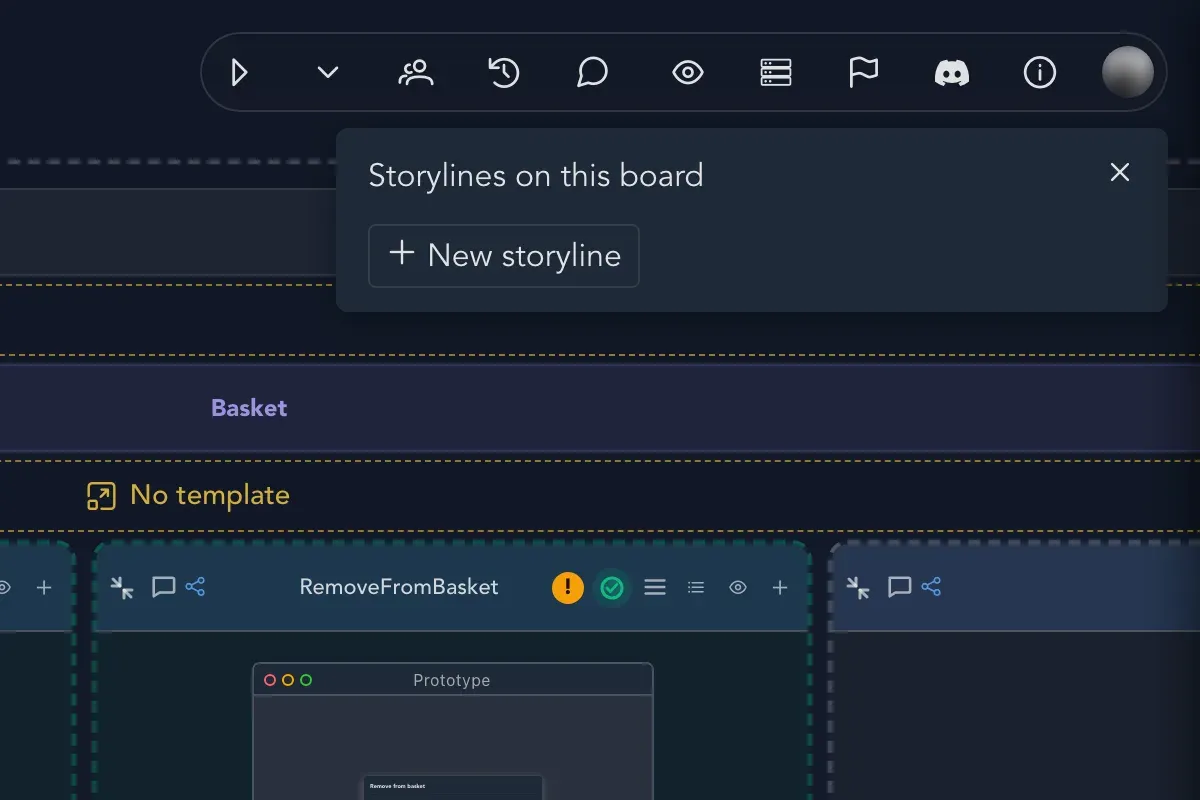 Storylines on this board
New storyline
Basket
No template
RemoveFromBasket
Prototype
Remove from basket